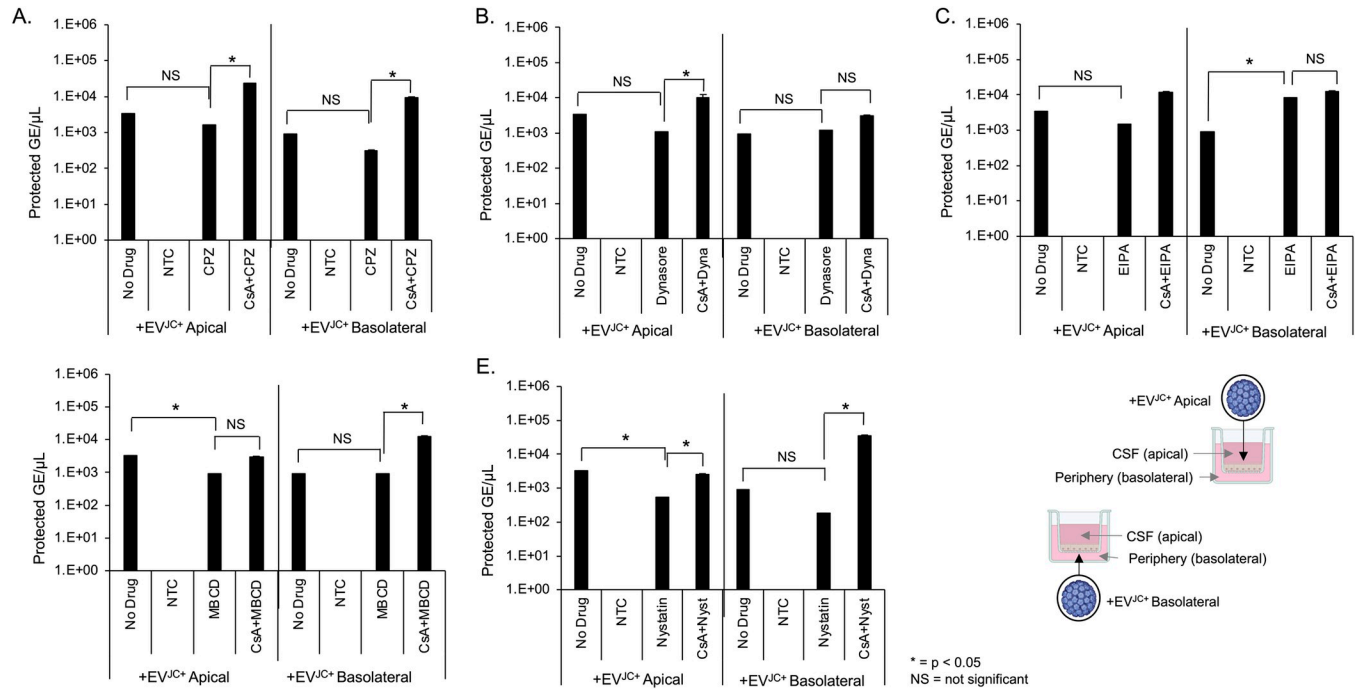 A.
1.E+06
1.E+05
1.E+04
1.E+03
1.E+02
1.E+01
1.E+00
Protected GE/µL
NS
*
NS
*
No Drug
NTC
CPZ
CsA+CPZ
No Drug
NTC
CPZ
CsA+CPZ
+EVJC+ Apical
+EVJC+ Basolateral
B.
1.E+06
1.E+05
1.E+04
1.E+03
1.E+02
1.E+01
1.E+00
Protected GE/µL
NS
*
NS
NS
No Drug
NTC
Dynasore
CsA+Dyna
No Drug
NTC
Dynasore
CsA+Dyna
+EVJC+ Apical
+EVJC+ Basolateral
C.
1.E+06
1.E+05
1.E+04
1.E+03
1.E+02
1.E+01
1.E+00
Protected GE/µL
NS
*
NS
No Drug
NTC
EIPA
CsA+EIPA
No Drug
NTC
EIPA
CsA+EIPA
+EVJC+ Apical
+EVJC+ Basolateral
1.E+06
1.E+05
1.E+04
1.E+03
1.E+02
1.E+01
1.E+00
Protected GE/µL
*
NS
NS
*
No Drug
NTC
MBCD
CsA+MBCD
No Drug
NTC
MBCD
CsA+MBCD
+EVJC+ Apical
+EVJC+ Basolateral
E.
1.E+06
1.E+05
1.E+04
1.E+03
1.E+02
1.E+01
1.E+00
Protected GE/µL
*
*
NS
*
No Drug
NTC
Nystatin
CsA+Nyst
No Drug
NTC
Nystatin
CsA+Nyst
+EVJC+ Apical
+EVJC+ Basolateral
+EVJC+ Apical
CSF (apical)
Periphery (basolateral)
CSF (apical)
Periphery (basolateral)
+EVJC+ Basolateral
* = p < 0.05
NS = not significant